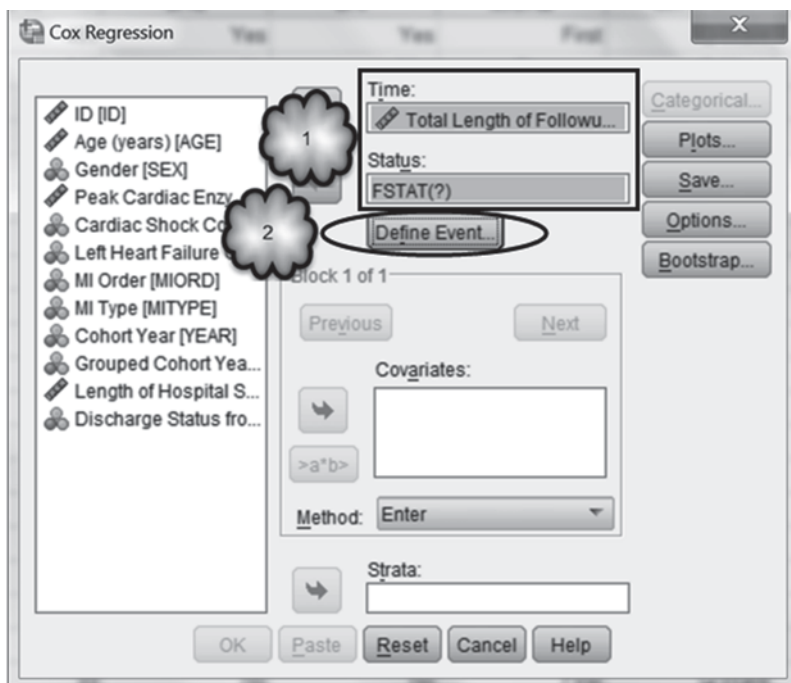 Cox Regression
Yes Yes First
X
ID [ID]
Age (years) [AGE]
Gender [SEX]
Peak Cardiac Enzy
Cardiac Shock Co
Left Heart Failure
MI Order [MIORD]
MI Type [MITYPE]
Cohort Year [YEAR]
Grouped Cohort Yea...
Length of Hospital S...
Discharge Status fro...
1
2
Time:
Total Length of Followu...
Status:
FSTAT(?)
Define Event...
Block 1 of 1
Previous Next
Covariates:
>a*b>
Method: Enter
Strata:
Categorical...
Plots...
Save...
Options...
Bootstrap...
OK Paste Reset Cancel Help